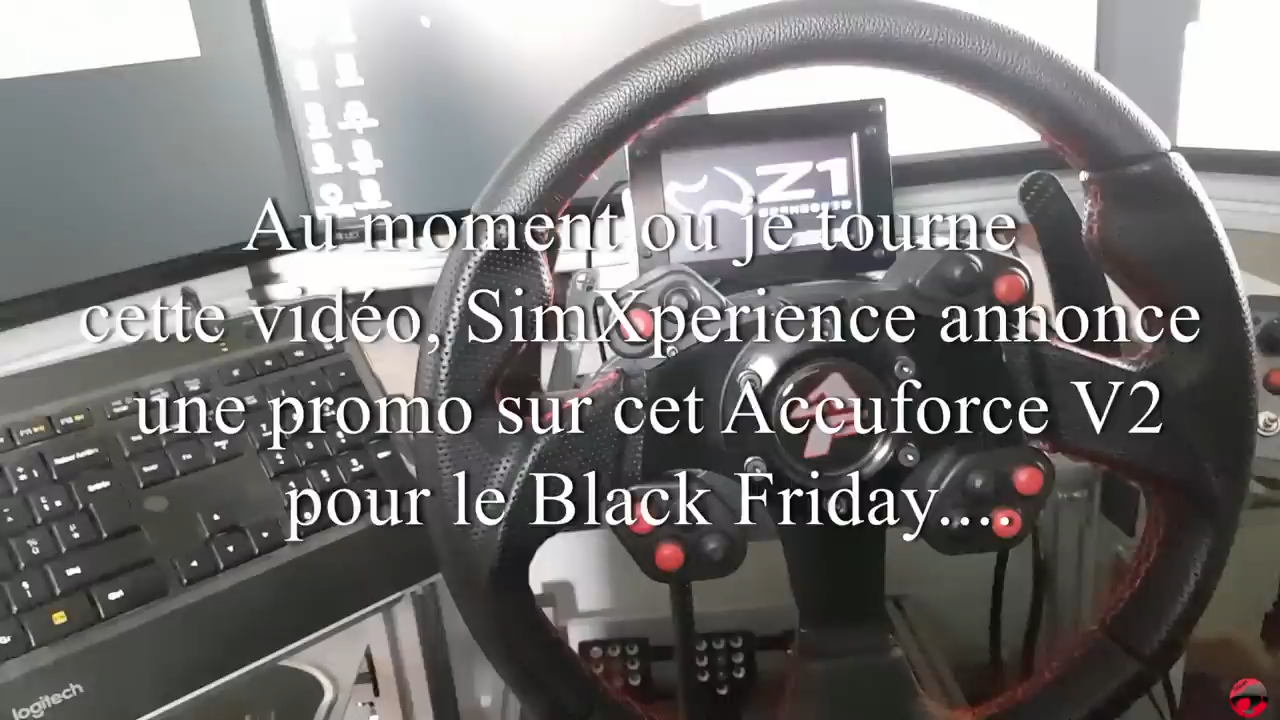 Z1
Au moment ou je tourne
cette vidéo, SimXperience annonce
une promo sur cet Accuforce V2
pour le Black Friday....
logitech